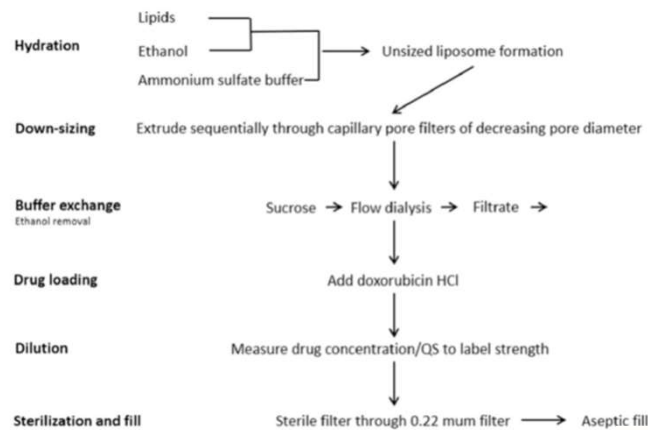 Lipids
Hydration
Ethanol
Unsized liposome formation
Ammonium sulfate buffer
Down-sizing Extrude sequentially through capillary pore filters of decreasing pore diameter
Buffer exchange Sucrose → Flow dialysis → Filtrate →
Ethanol removal
Drug loading Add doxorubicin HCl
Dilution Measure drug concentration/QS to label strength
Sterilization and fill Sterile filter through 0.22 mum filter → Aseptic fill